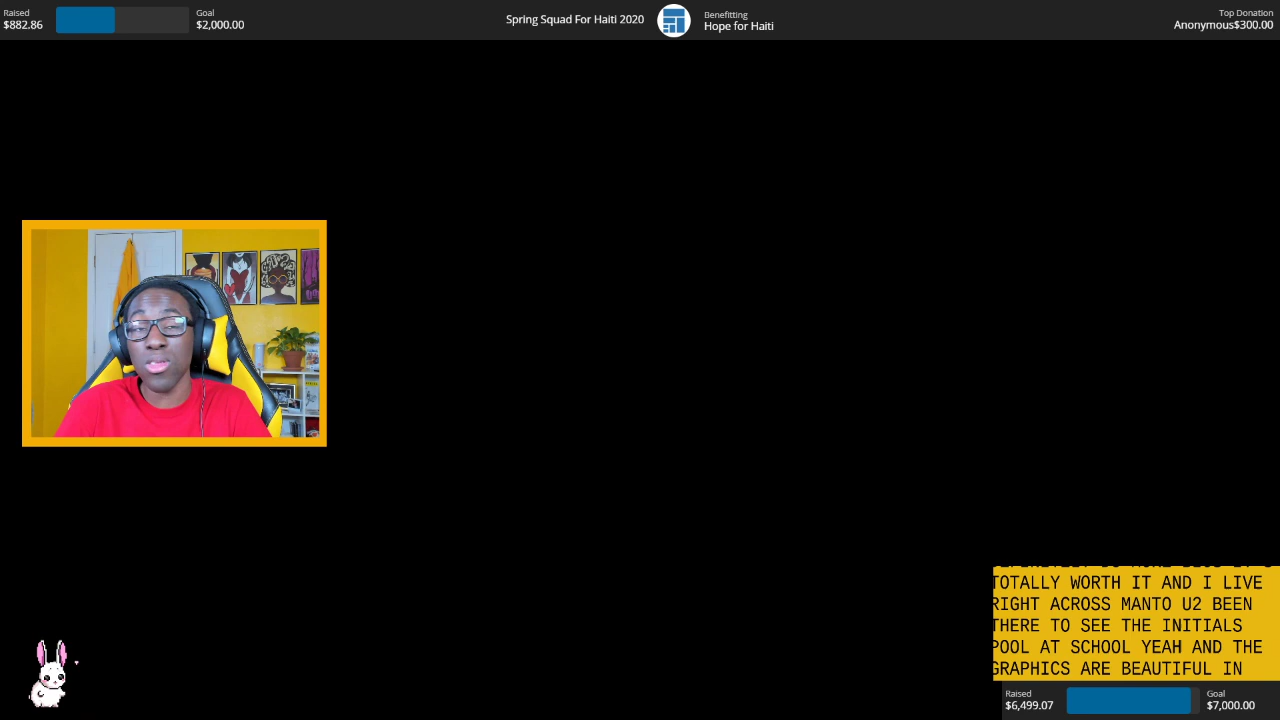 Raised
$882.86
Goal
$2,000.00
Spring Squad For Haiti 2020
Benefitting
Hope for Haiti
Top Donation
Anonymous$300.00
TOTALLY WORTH IT AND I LIVE
RIGHT ACROSS MANTO U2 BEEN
THERE TO SEE THE INITIALS
POOL AT SCHOOL YEAH AND THE
GRAPHICS ARE BEAUTIFUL IN
Raised
$6,499.07
Goal
$7,000.00